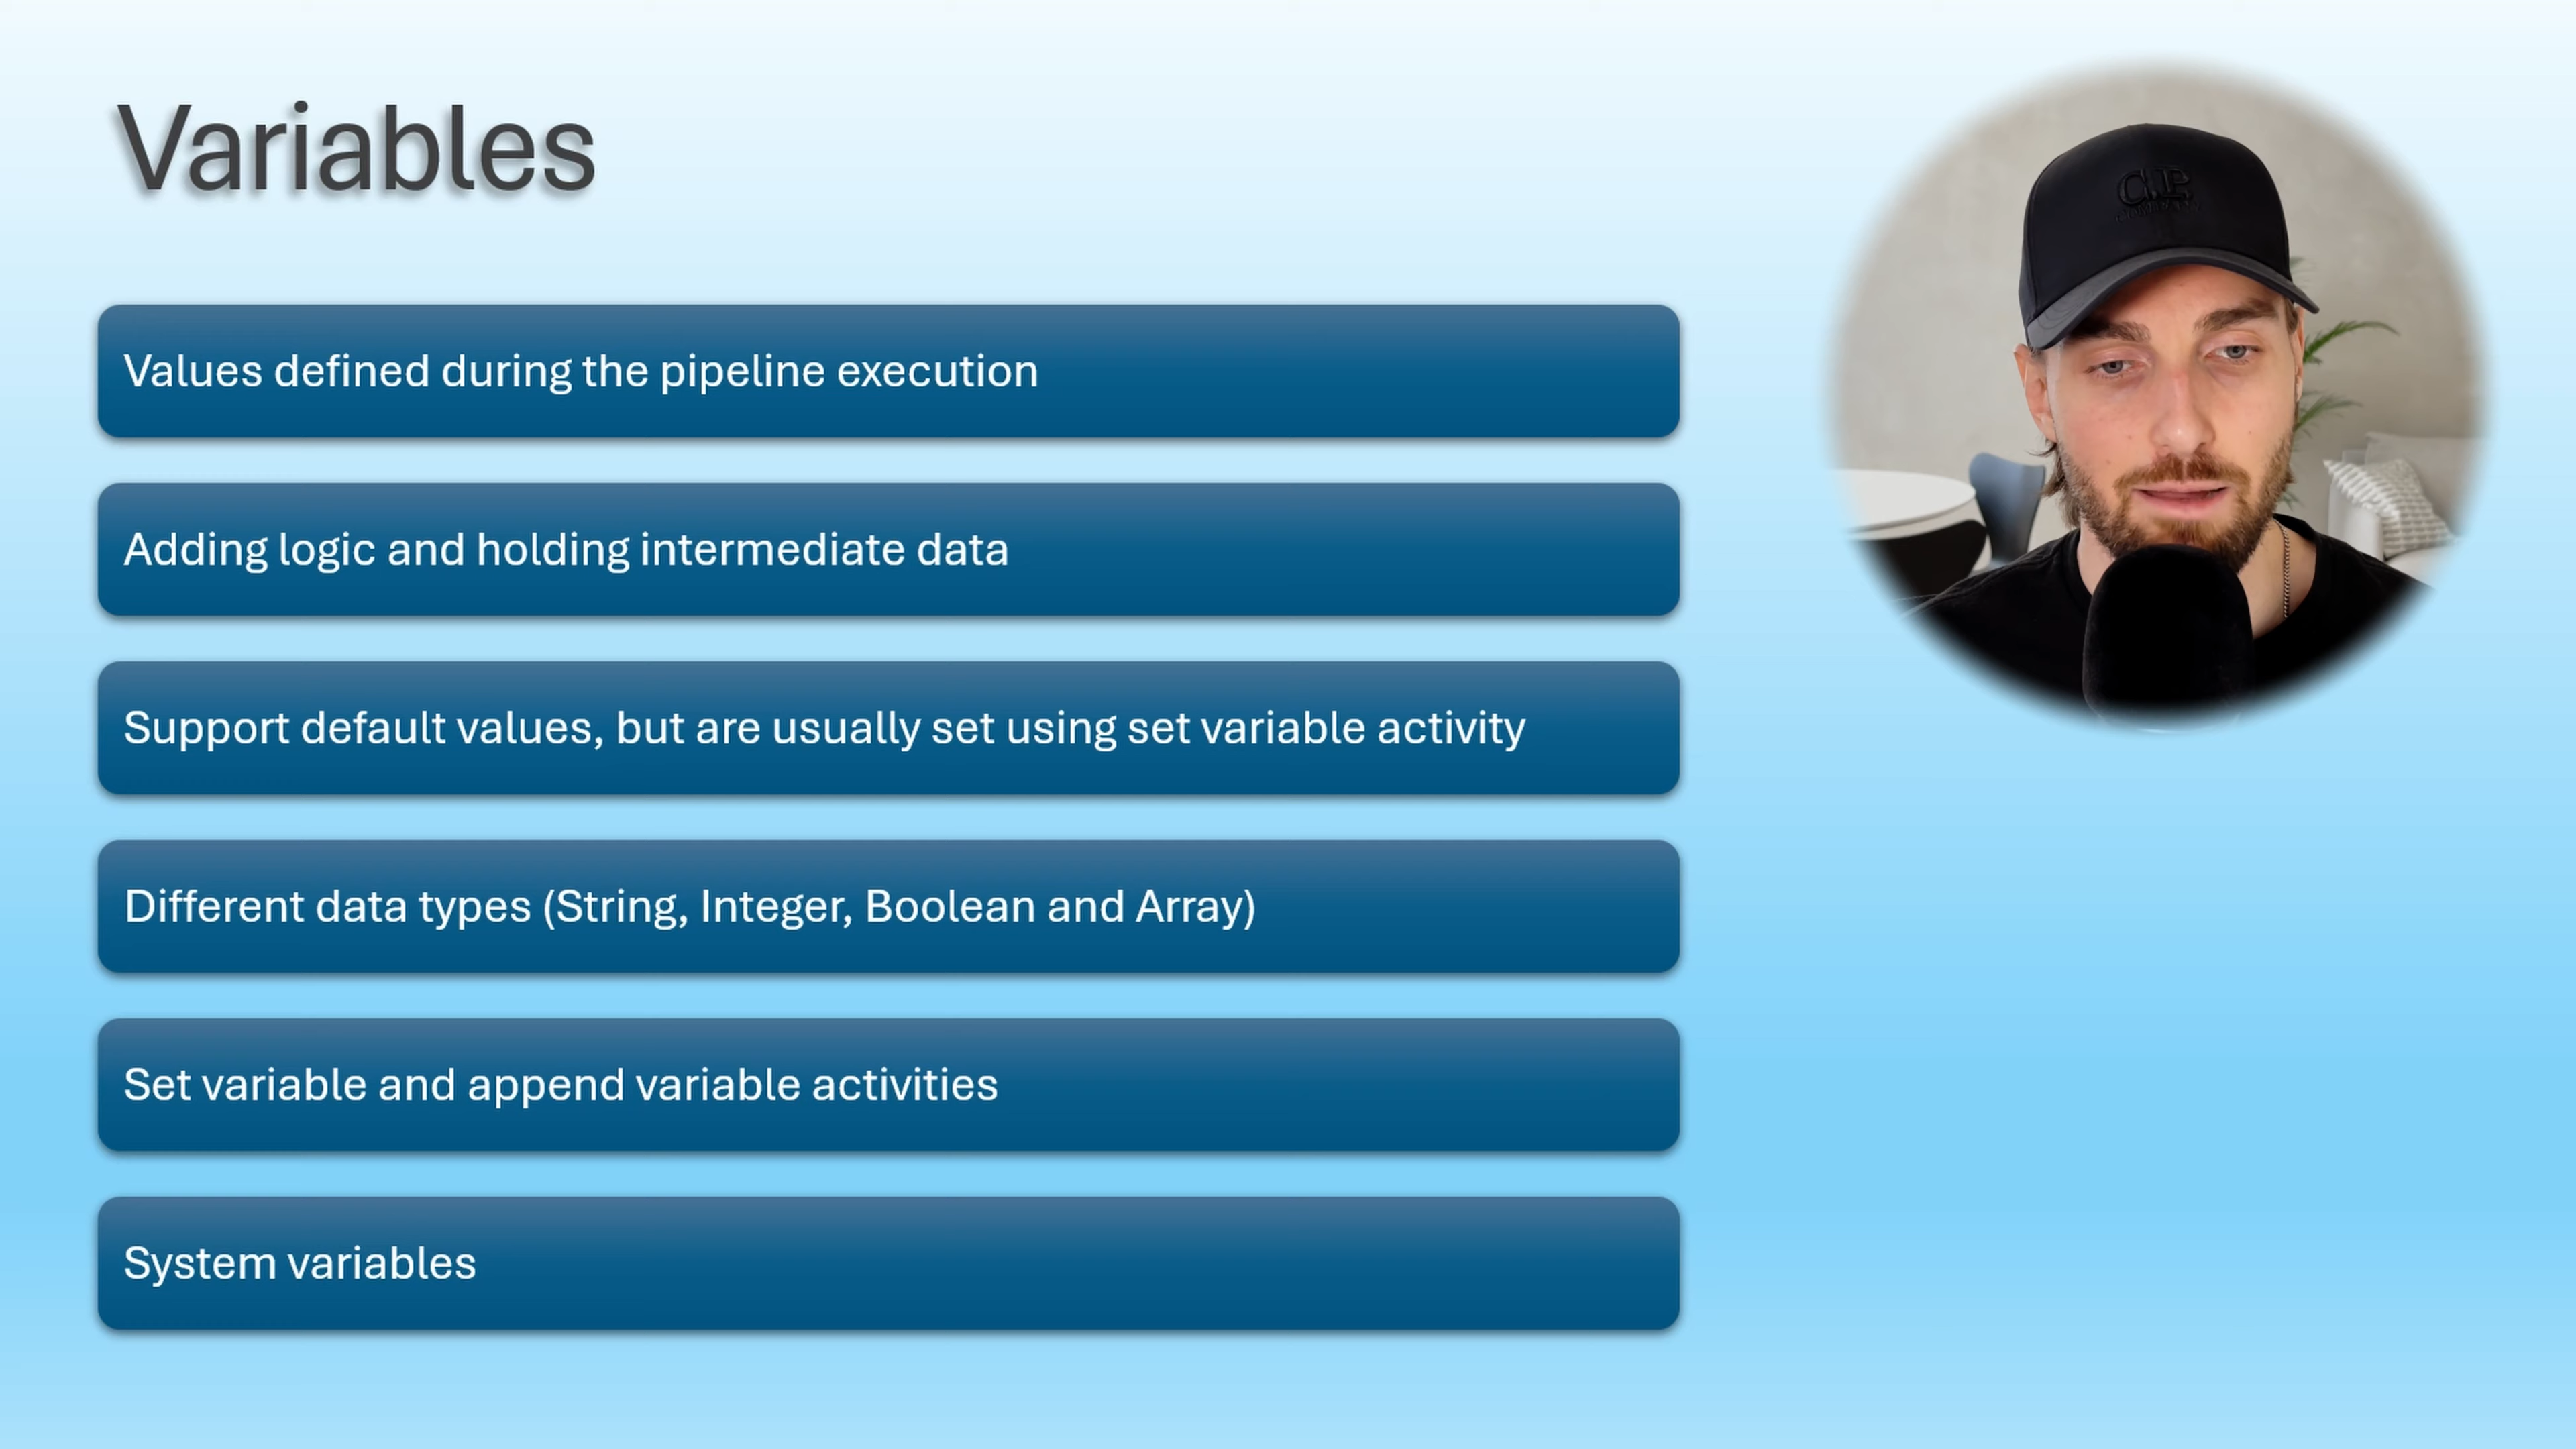 Variables
Values defined during the pipeline execution
Adding logic and holding intermediate data
Support default values, but are usually set using set variable activity
Different data types (String, Integer, Boolean and Array)
Set variable and append variable activities
System variables
C.P.